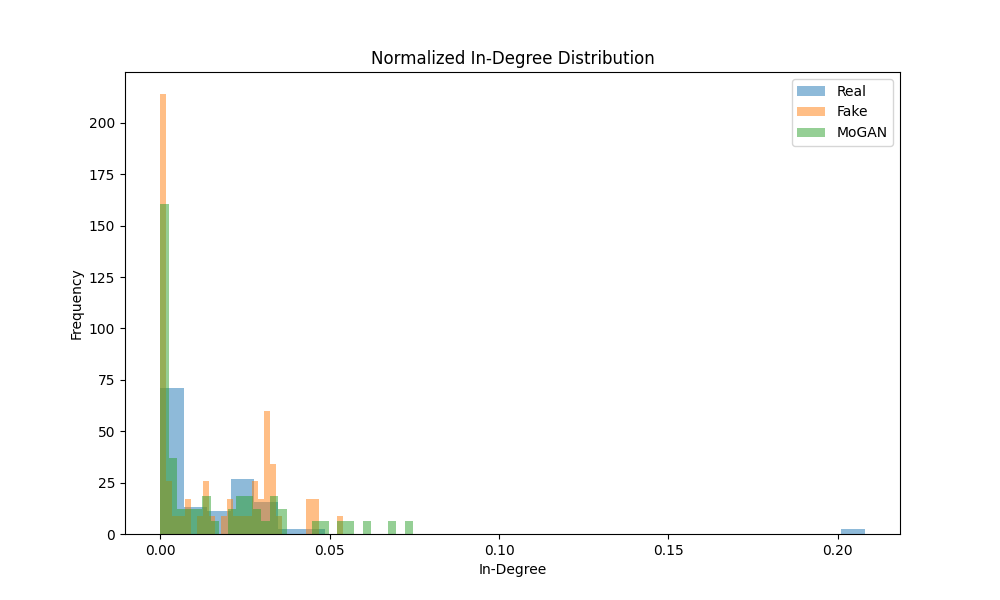 Normalized In-Degree Distribution
Real
Fake
MoGAN
Frequency
200
175
150
125
100
75
50
25
0
0.00 0.05 0.10 0.15 0.20
In-Degree